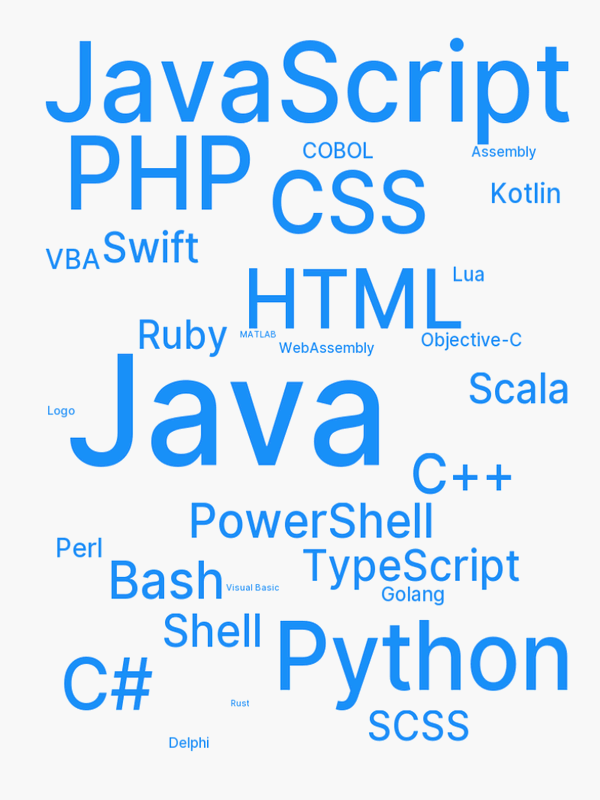 JavaScript
PHP
COBOL
Assembly
CSS
Kotlin
VBA
Swift
HTML
Lua
Ruby
MATLAB
WebAssembly
Objective-C
Java
Scala
Logo
C++
PowerShell
Perl
TypeScript
Bash
Visual Basic
Golang
Shell
Python
C#
Rust
SCSS
Delphi